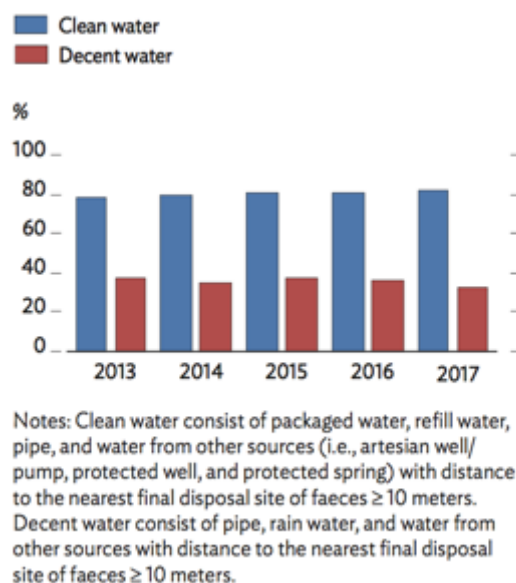 Clean water
Decent water
%
100
80
60
40
20
0
2013 2014 2015 2016 2017
Notes: Clean water consist of packaged water, refill water,
pipe, and water from other sources (i.e., artesian well/
pump, protected well, and protected spring) with distance
to the nearest final disposal site of faeces ≥ 10 meters.
Decent water consist of pipe, rain water, and water from
other sources with distance to the nearest final disposal
site of faeces ≥ 10 meters.